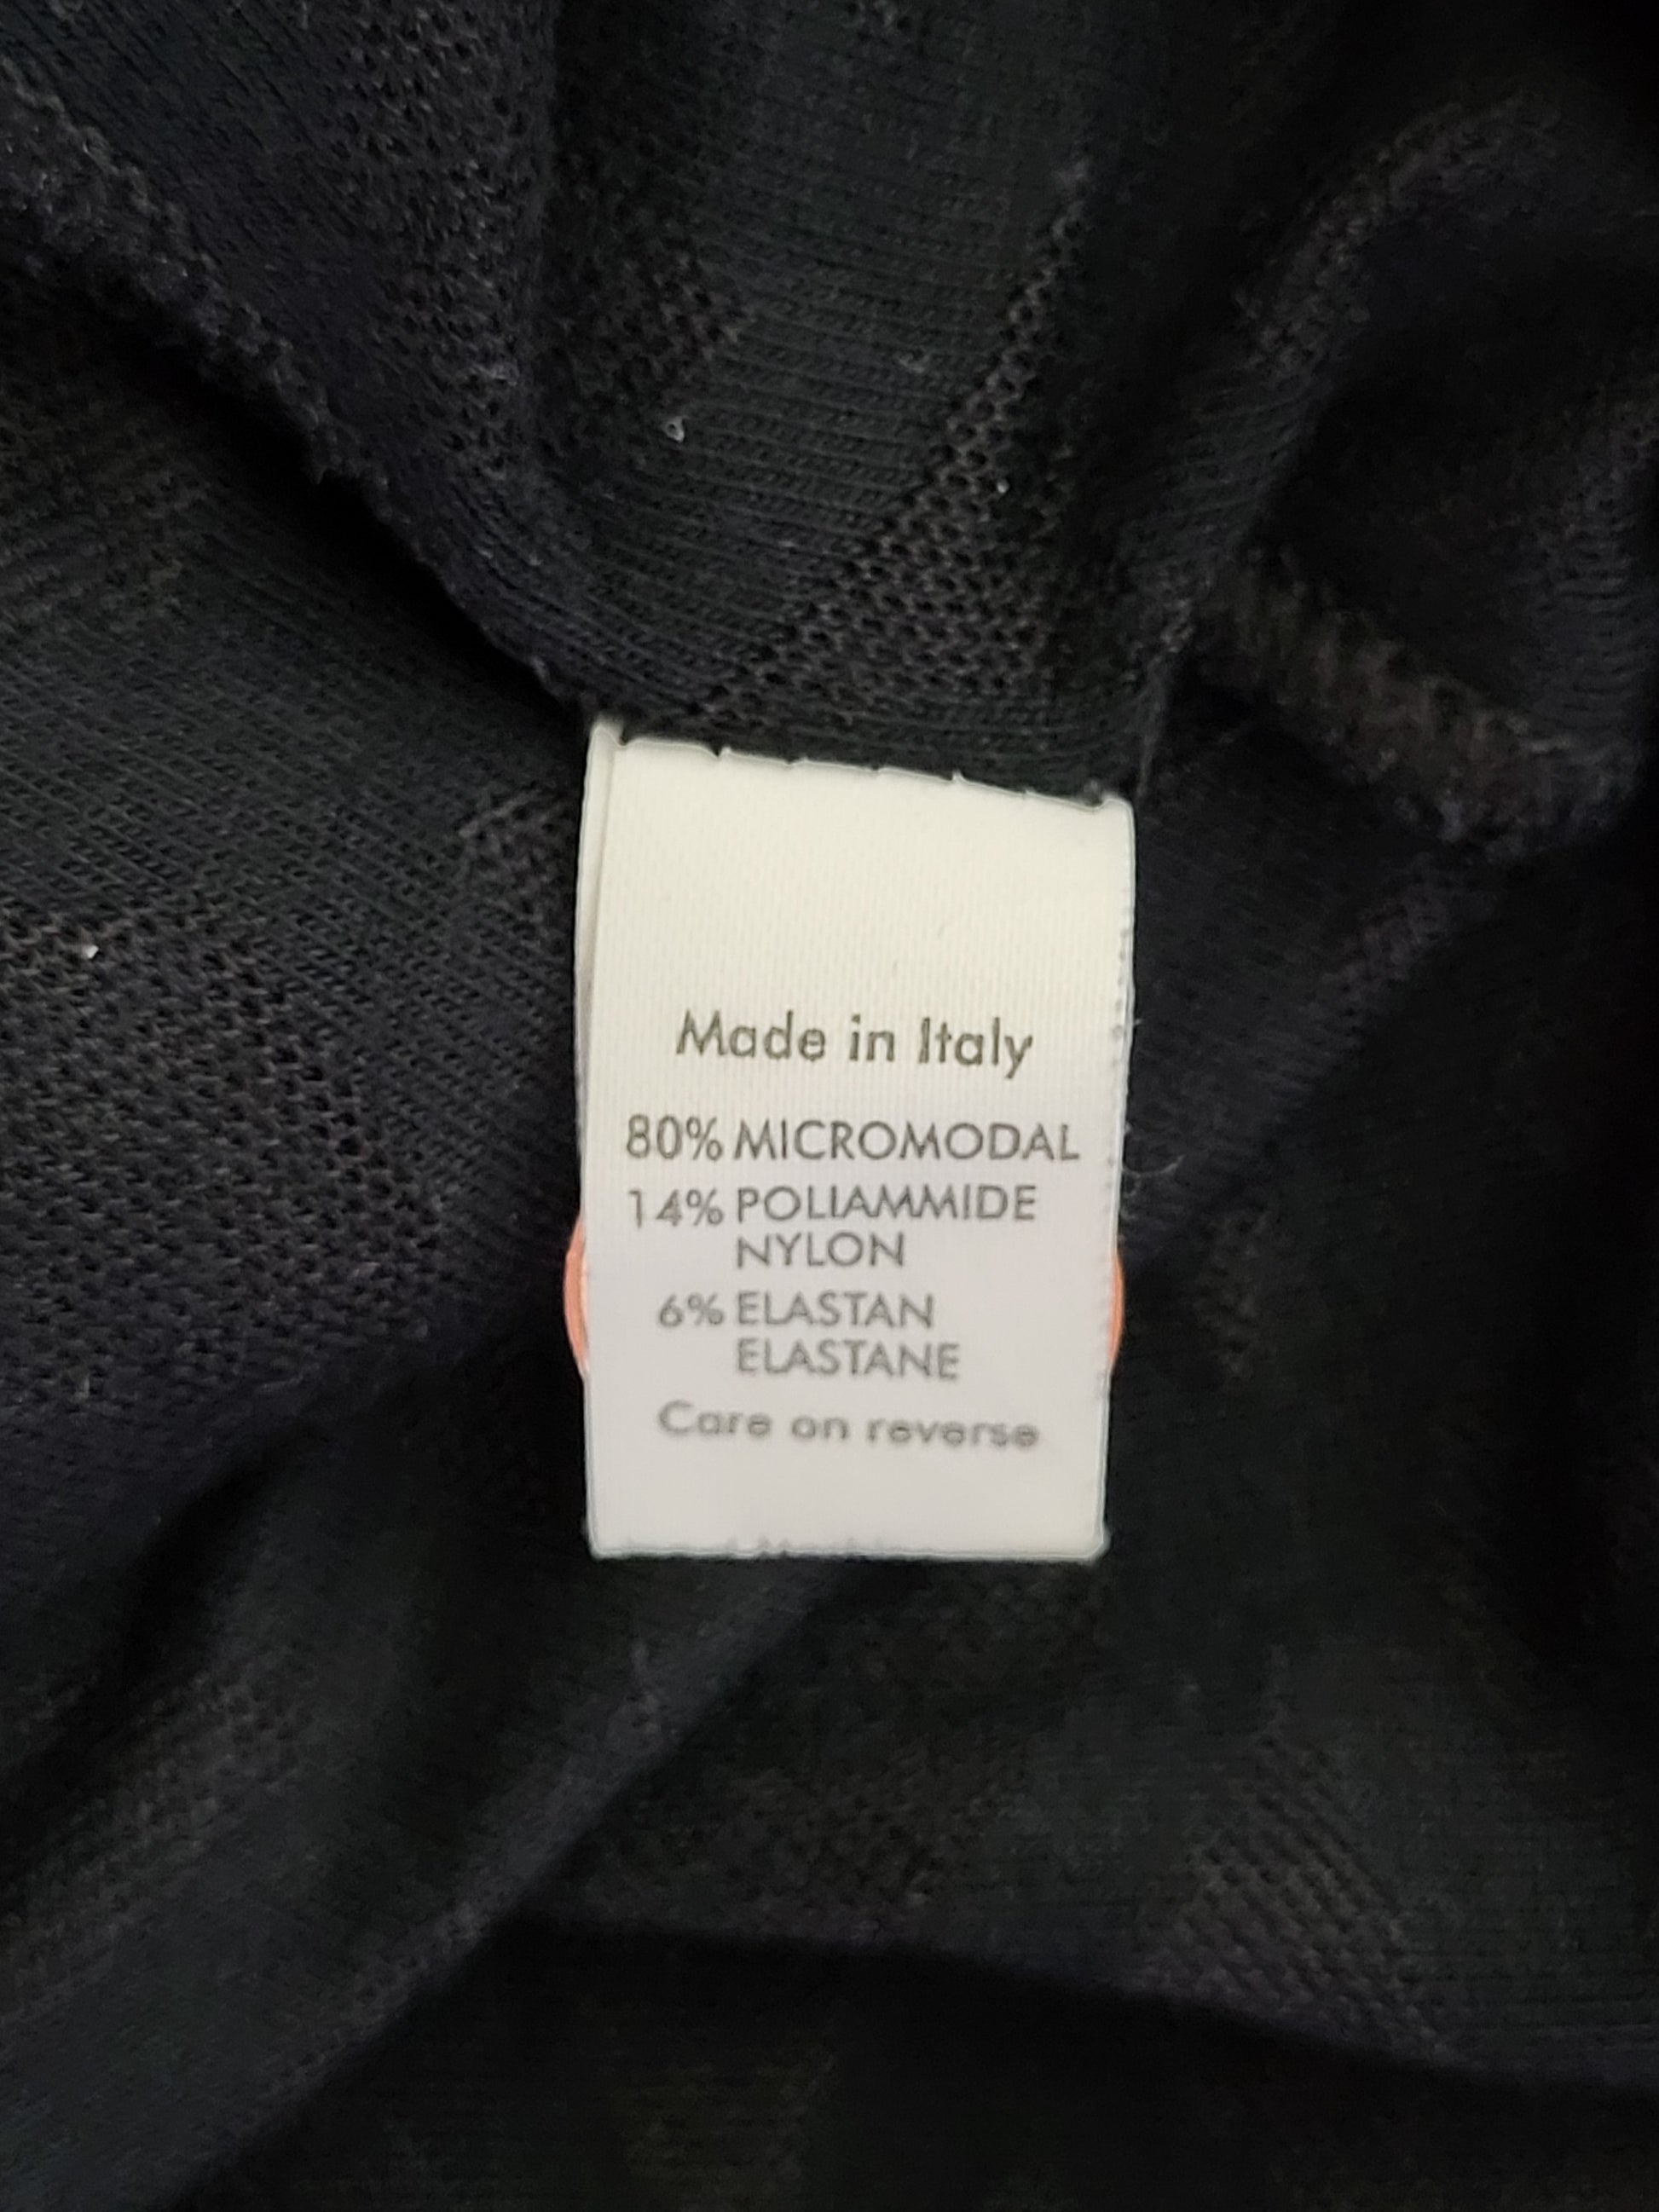 Made in Italy
80% MICROMODAL
14% POLIAMMIDE
NYLON
6% ELASTAN
ELASTANE
Care on reverse